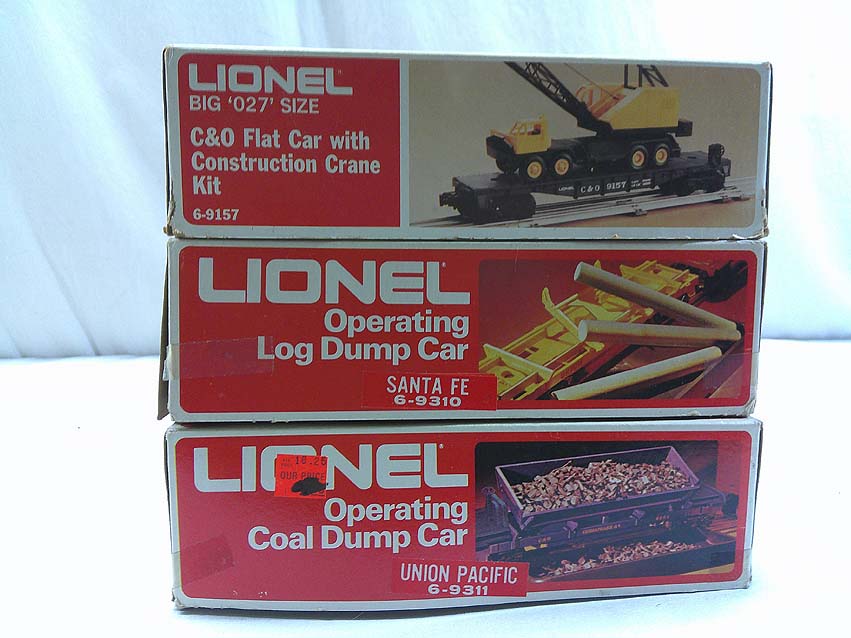 LIONEL
BIG '027' SIZE
C&O Flat Car with
Construction Crane
Kit
6-9157
LIONEL C&O 9157
LIONEL
Operating
Log Dump Car
SANTA FE
6-9310
LIONEL
OUR PRICE
Operating
Coal Dump Car
UNION PACIFIC
6-9311